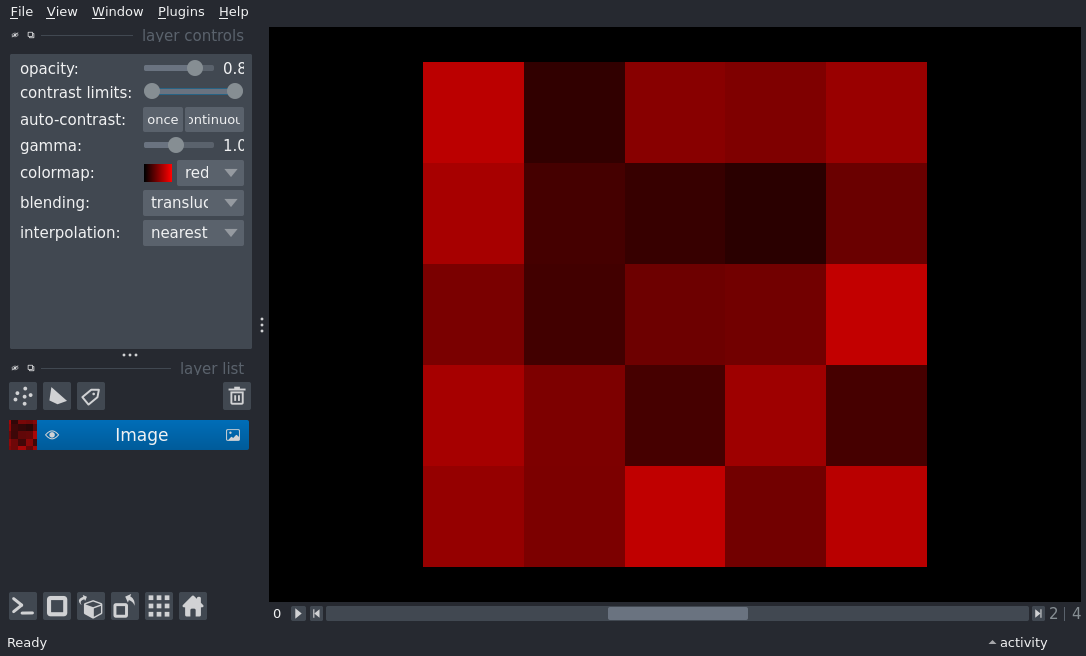 File View Window Plugins Help
layer controls
opacity: 0.8
contrast limits:
auto-contrast: once ontinuou
gamma: 1.0
colormap: red
blending: transluc
interpolation: nearest
layer list
Image
0 2 | 4
Ready activity